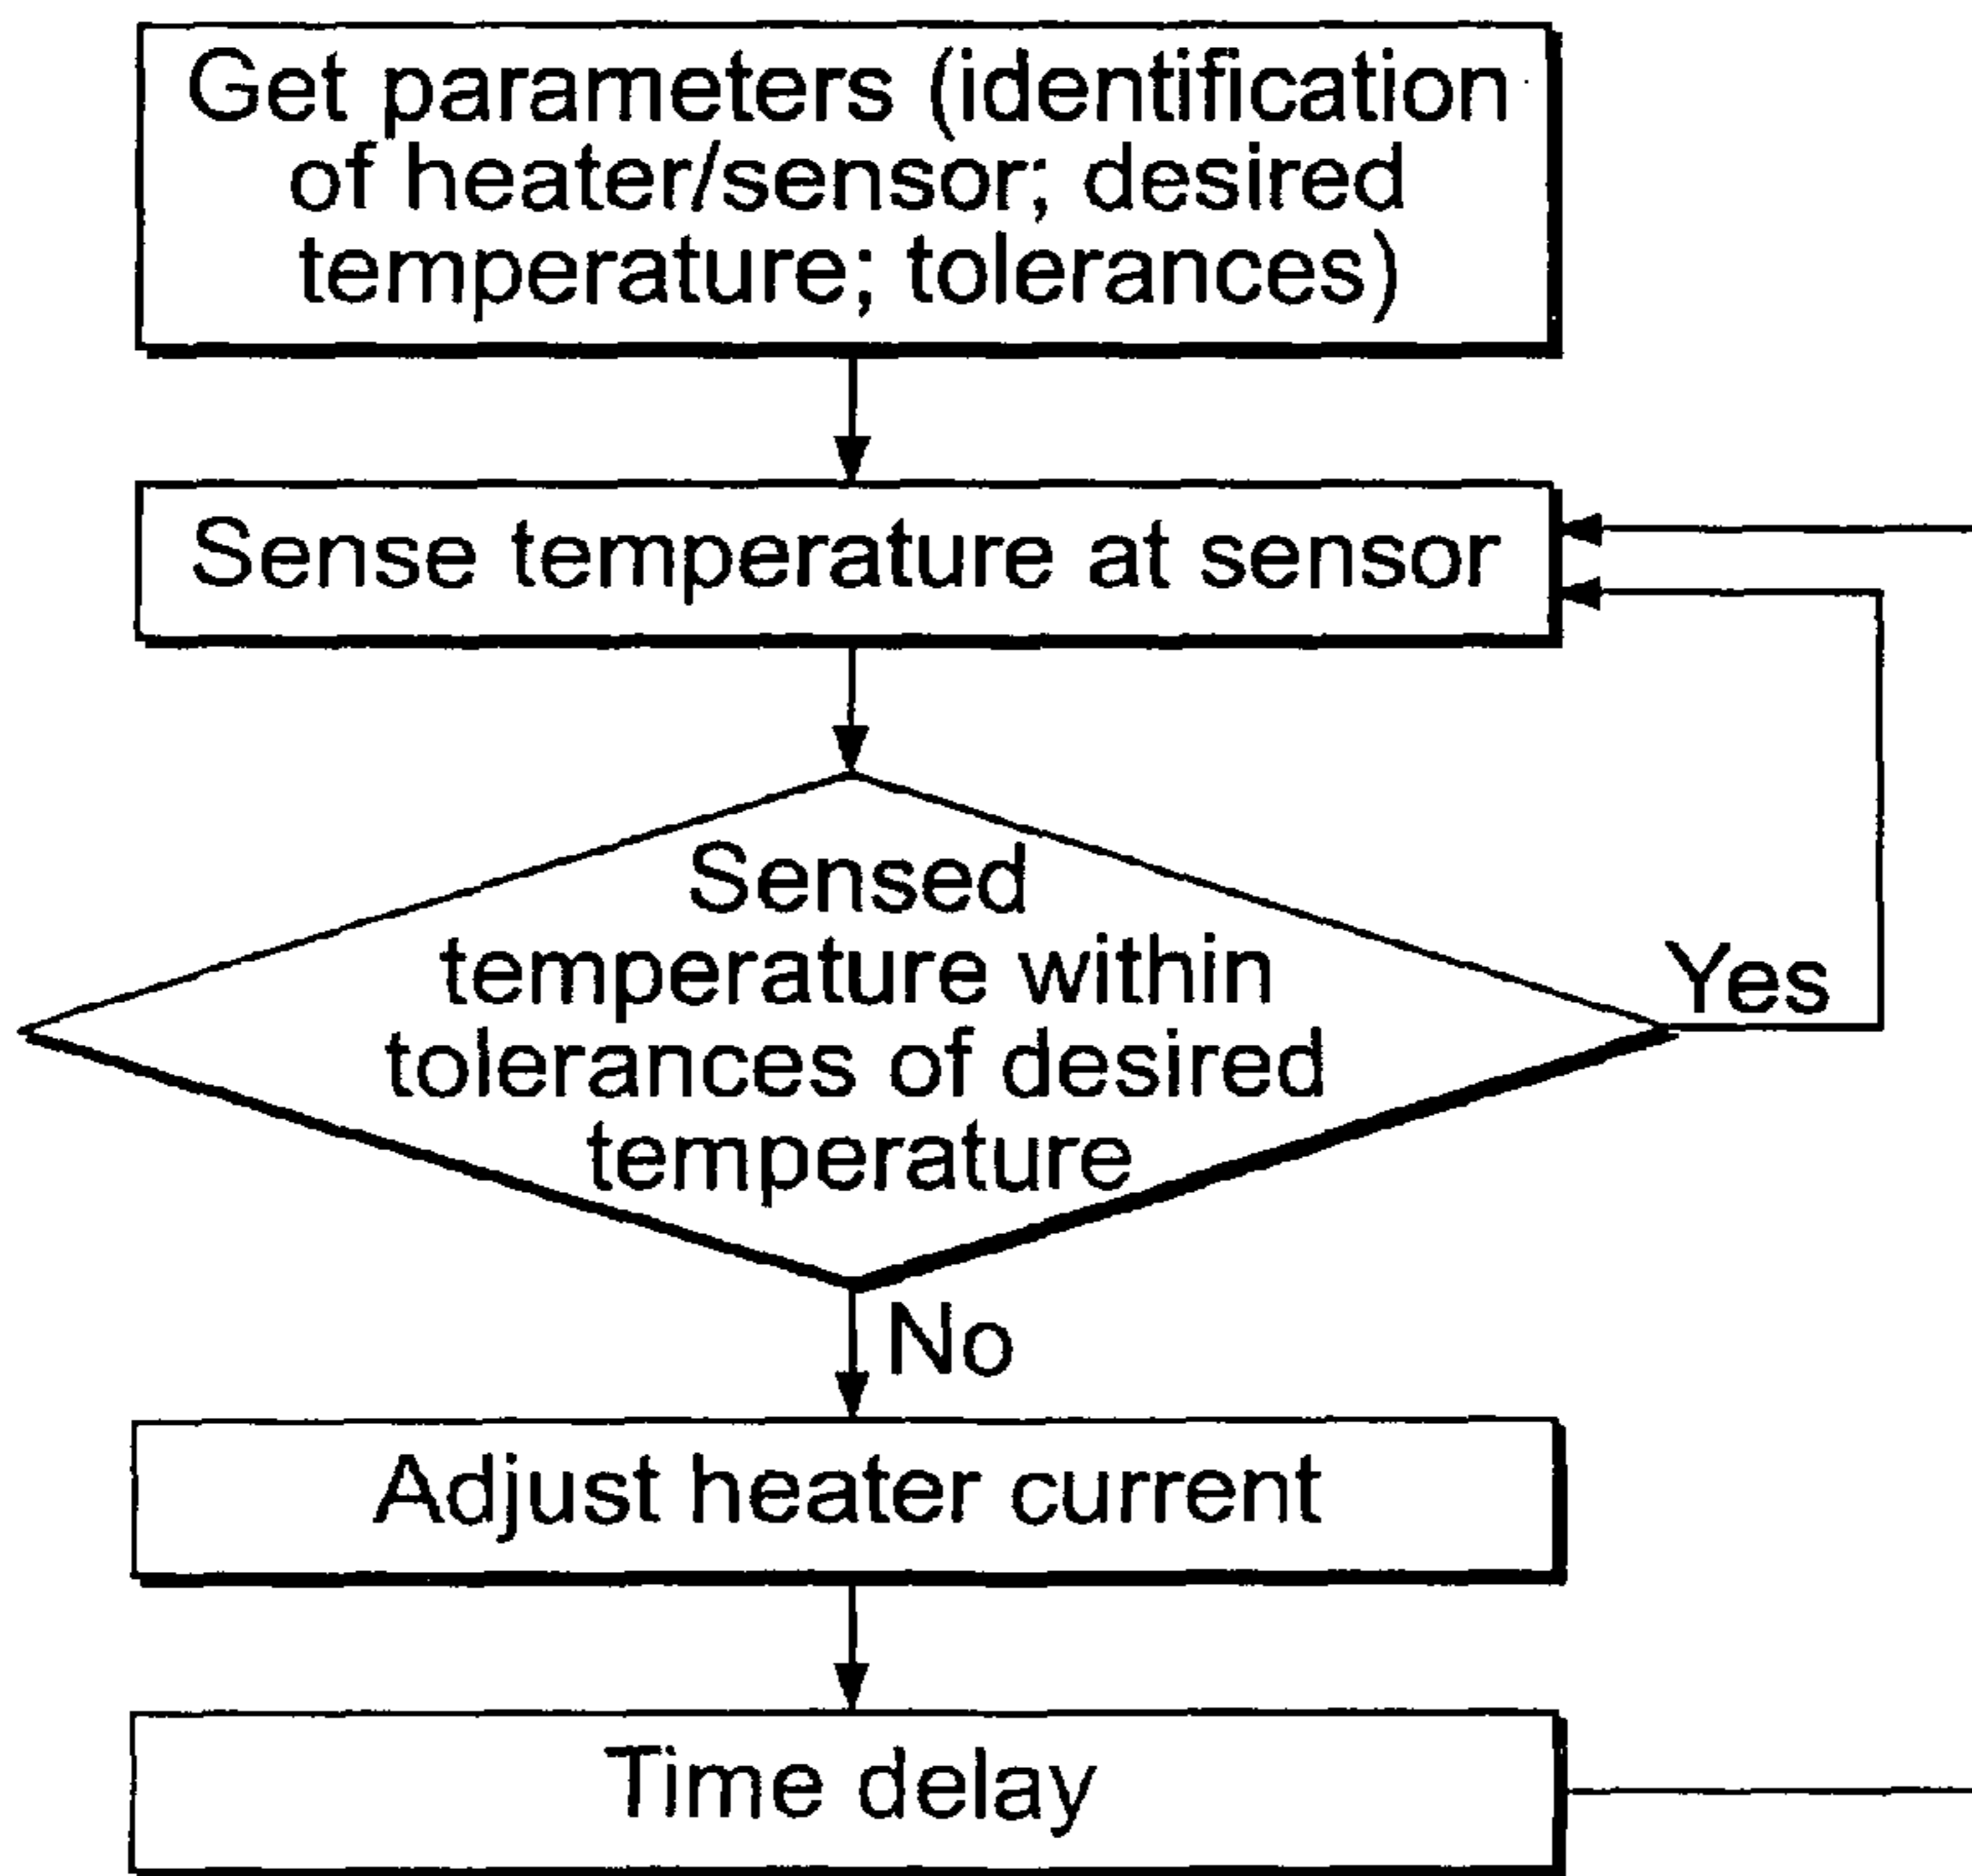 Get parameters (identification
of heater/sensor; desired
temperature; tolerances)
Sense temperature at sensor
Sensed
temperature within
tolerances of desired
temperature
Yes
No
Adjust heater current
Time delay